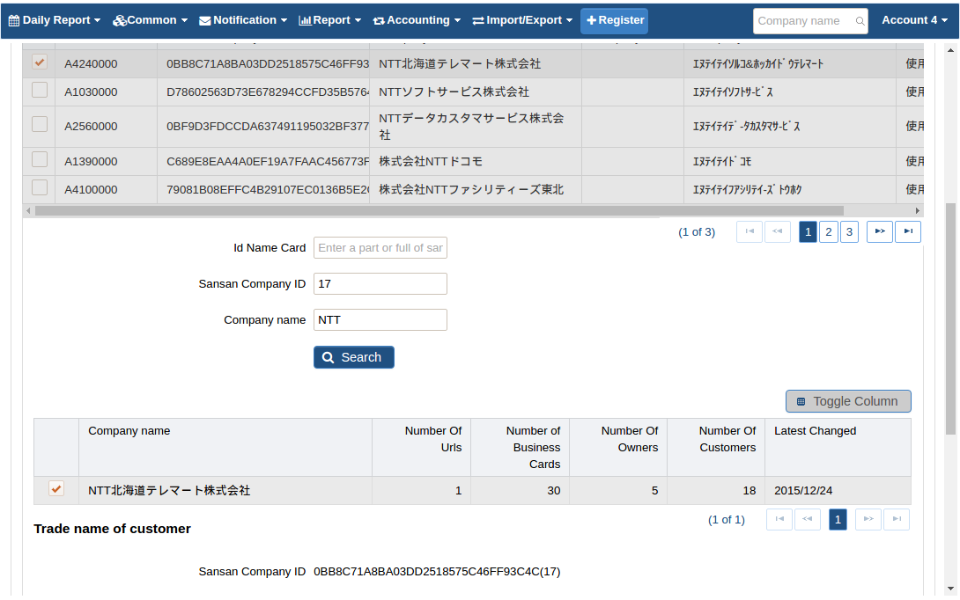 Daily Report Common Notification Report Accounting Import/Export + Register Company name Account 4
A4240000 0BB8C71A8BA03DD2518575C46FF93 NTT北海道テレマート株式会社 ｴﾇﾃｲﾃｲｿﾙｺ&ﾎｯｶｲﾄﾞｳﾃﾚﾏｰﾄ 使用
A1030000 D78602563D73E678294CCFD35B576 NTTソフトサービス株式会社 ｴﾇﾃｲﾃｲｿﾌﾄｻｰﾋﾞｽ 使用
A2560000 0BF9D3FDCCDA637491195032BF377 NTTデータカスタマサービス株式会 ｴﾇﾃｲﾃｲﾃﾞｰﾀｶｽﾀﾏｻｰﾋﾞｽ 使用
社
A1390000 C689E8EAA4A0EF19A7FAAC456773F 株式会社NTTドコモ ｴﾇﾃｲﾃｲﾄﾞｺﾓ 使用
A4100000 79081B08EFFC4B29107EC0136B5E2 株式会社NTTファシリティーズ東北 ｴﾇﾃｲﾃｲﾌｱｼﾘﾃｲｰｽﾞﾄｳﾎｸ 使用
(1 of 3) 1 2 3
Id Name Card Enter a part or full of sar
Sansan Company ID 17
Company name NTT
Search
Toggle Column
Company name Number Of Urls Number of Business Cards Number Of Owners Number Of Customers Latest Changed
NTT北海道テレマート株式会社 1 30 5 18 2015/12/24
(1 of 1) 1
Trade name of customer
Sansan Company ID 0BB8C71A8BA03DD2518575C46FF93C4C(17)